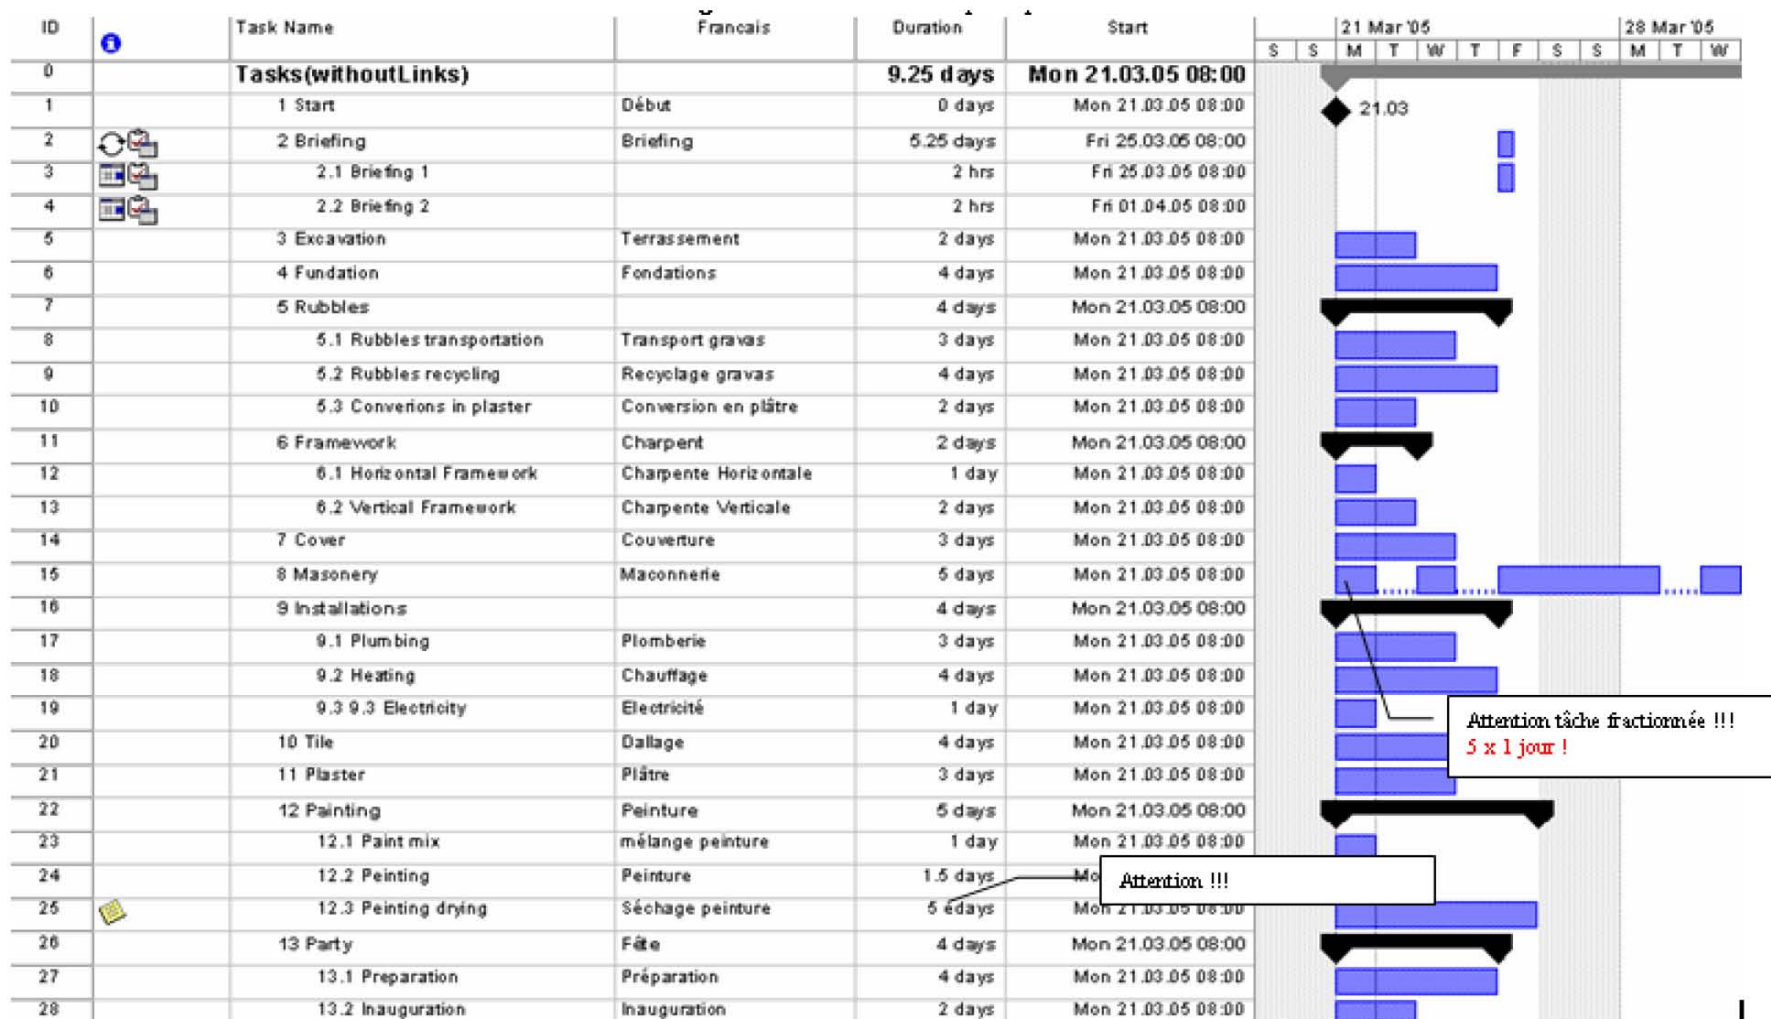 ID Task Name Francais Duration Start 21 Mar '05 28 Mar '05
S S M T W T F S S M T W
0 Tasks(withoutLinks) 9.25 days Mon 21.03.05 08:00
1 1 Start Début 0 days Mon 21.03.05 08:00 21.03
2 2 Briefing Briefing 5.25 days Fri 25.03.05 08:00
3 2.1 Briefing 1 2 hrs Fri 25.03.05 08:00
4 2.2 Briefing 2 2 hrs Fri 01.04.05 08:00
5 3 Excavation Terrassement 2 days Mon 21.03.05 08:00
6 4 Fundation Fondations 4 days Mon 21.03.05 08:00
7 5 Rubbles 4 days Mon 21.03.05 08:00
8 5.1 Rubbles transportation Transport gravas 3 days Mon 21.03.05 08:00
9 5.2 Rubbles recycling Recyclage gravas 4 days Mon 21.03.05 08:00
10 5.3 Converions in plaster Conversion en plâtre 2 days Mon 21.03.05 08:00
11 6 Framework Charpent 2 days Mon 21.03.05 08:00
12 6.1 Horizontal Framework Charpente Horizontale 1 day Mon 21.03.05 08:00
13 6.2 Vertical Framework Charpente Verticale 2 days Mon 21.03.05 08:00
14 7 Cover Couverture 3 days Mon 21.03.05 08:00
15 8 Masonery Maconnerie 5 days Mon 21.03.05 08:00
16 9 Installations 4 days Mon 21.03.05 08:00
17 9.1 Plumbing Plomberie 3 days Mon 21.03.05 08:00
18 9.2 Heating Chauffage 4 days Mon 21.03.05 08:00
19 9.3 9.3 Electricity Electricité 1 day Mon 21.03.05 08:00
Attention tâche fractionnée !!!
5 x 1 jour !
20 10 Tile Dallage 4 days Mon 21.03.05 08:00
21 11 Plaster Plâtre 3 days Mon 21.03.05 08:00
22 12 Painting Peinture 5 days Mon 21.03.05 08:00
23 12.1 Paint mix mélange peinture 1 day Mon 21.03.05 08:00
24 12.2 Peinting Peinture 1.5 days Mo
Attention !!!
25 12.3 Peinting drying Séchage peinture 5 edays Mon 21.03.05 08:00
26 13 Party Fête 4 days Mon 21.03.05 08:00
27 13.1 Preparation Préparation 4 days Mon 21.03.05 08:00
28 13.2 Inauguration Inauguration 2 days Mon 21.03.05 08:00